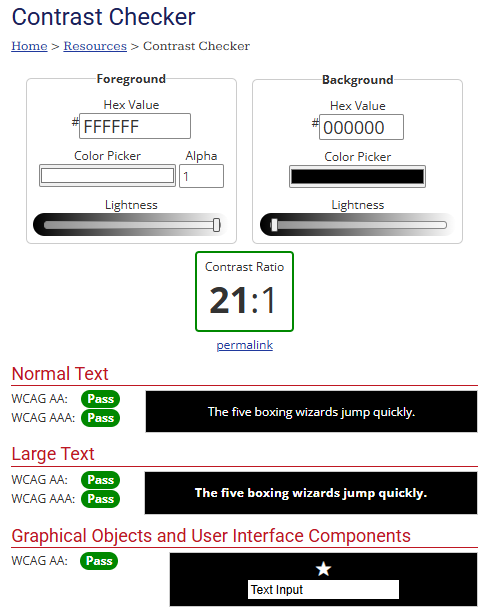 Contrast Checker
Home > Resources > Contrast Checker
Foreground
Hex Value
# FFFFFF
Color Picker Alpha
1
Lightness
Background
Hex Value
# 000000
Color Picker
Lightness
Contrast Ratio
21:1
permalink
Normal Text
WCAG AA: Pass
WCAG AAA: Pass
The five boxing wizards jump quickly.
Large Text
WCAG AA: Pass
WCAG AAA: Pass
The five boxing wizards jump quickly.
Graphical Objects and User Interface Components
WCAG AA: Pass
Text Input